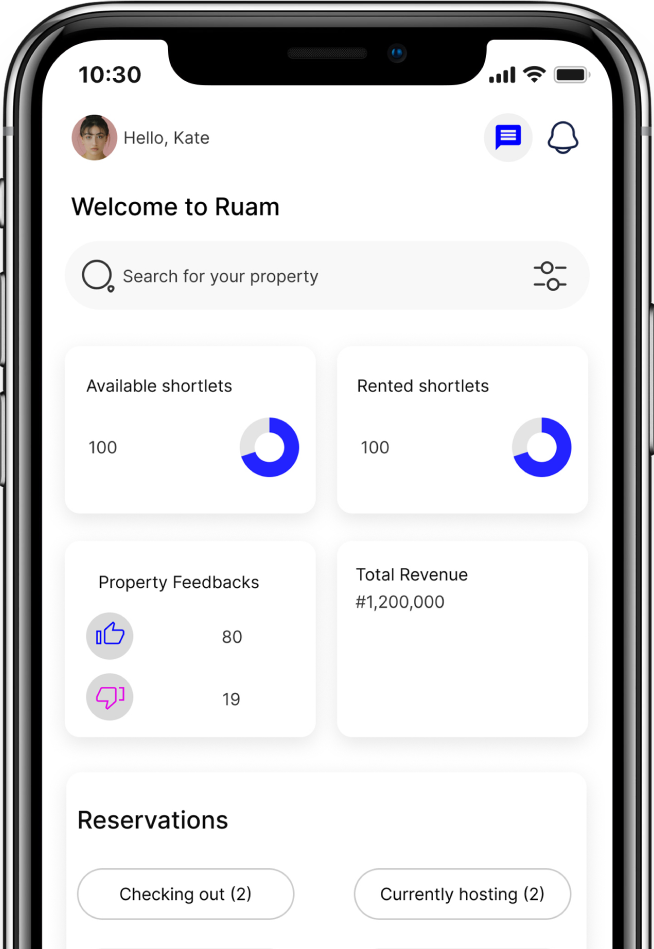 10:30
Hello, Kate
Welcome to Ruam
Search for your property
Available shortlets
100
Rented shortlets
100
Property Feedbacks
80
19
Total Revenue
#1,200,000
Reservations
Checking out (2)
Currently hosting (2)